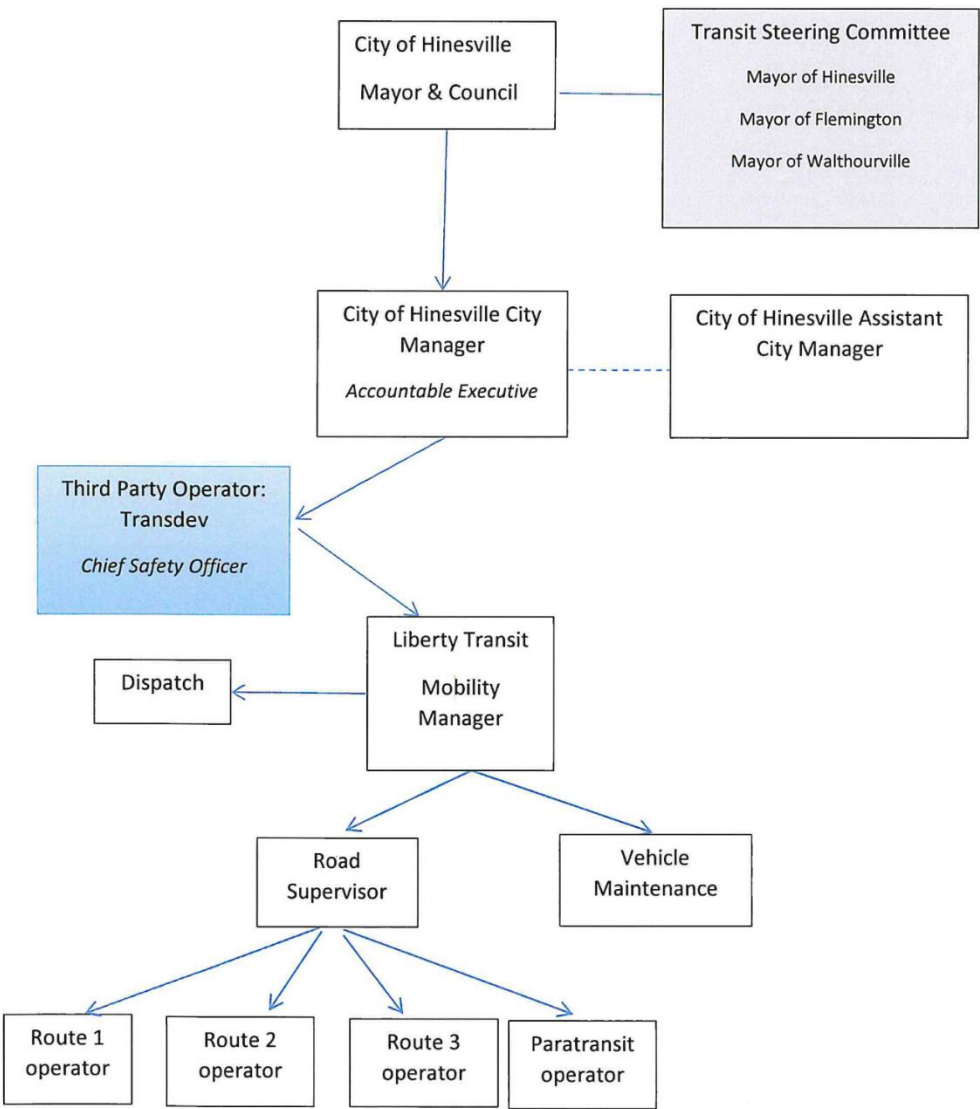 City of Hinesville
Mayor & Council
Transit Steering Committee
Mayor of Hinesville
Mayor of Flemington
Mayor of Walthourville
City of Hinesville City
Manager
Accountable Executive
City of Hinesville Assistant
City Manager
Third Party Operator:
Transdev
Chief Safety Officer
Liberty Transit
Mobility
Manager
Dispatch
Road
Supervisor
Vehicle
Maintenance
Route 1
operator
Route 2
operator
Route 3
operator
Paratransit
operator